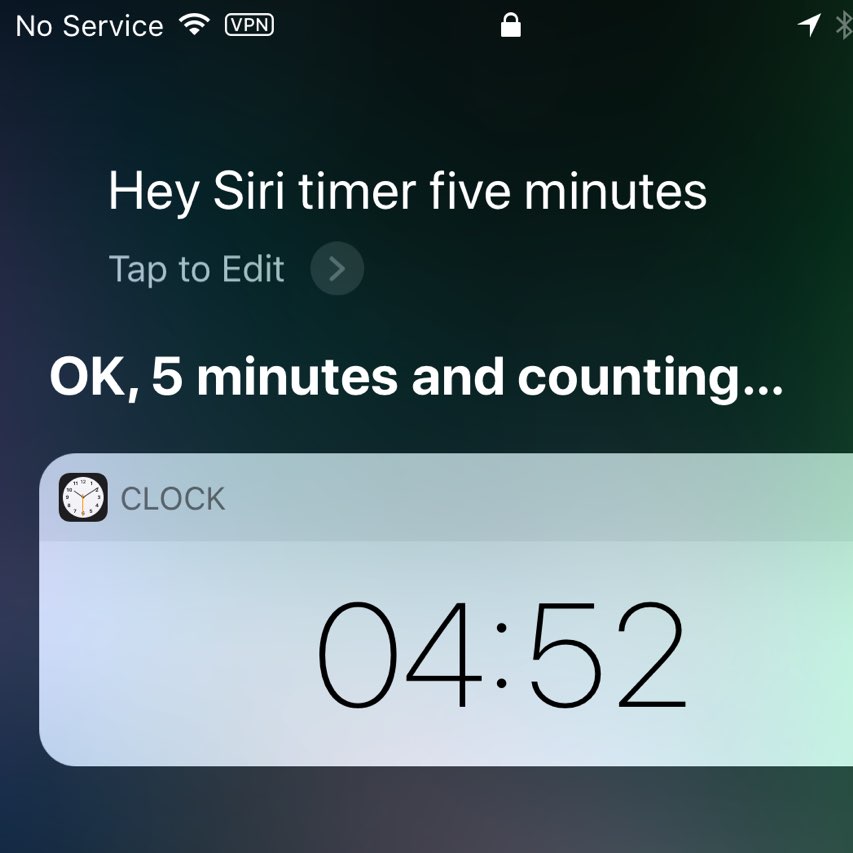 No Service VPN
Hey Siri timer five minutes
Tap to Edit
OK, 5 minutes and counting...
CLOCK
04:52